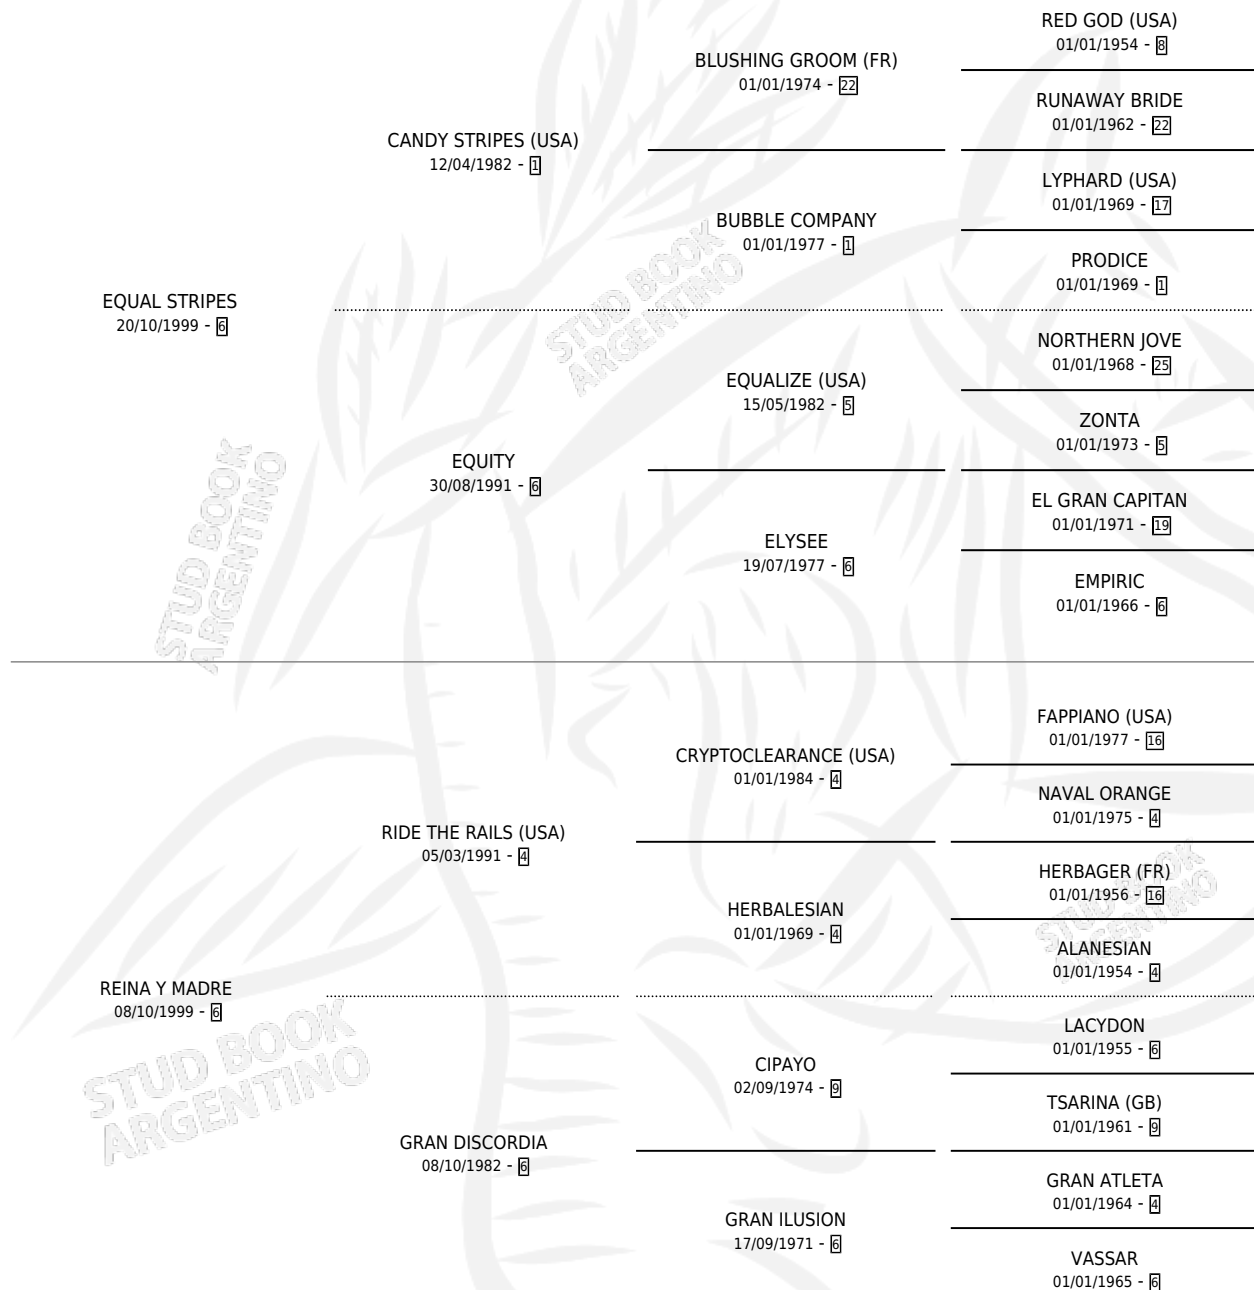 RED GOD (USA)
01/01/1954 - 8
BLUSHING GROOM (FR)
01/01/1974 - 22
RUNAWAY BRIDE
01/01/1962 - 22
CANDY STRIPES (USA)
12/04/1982 - 1
LYPHARD (USA)
01/01/1969 - 17
BUBBLE COMPANY
01/01/1977 - 1
PRODICE
01/01/1969 - 1
EQUAL STRIPES
20/10/1999 - 6
STUD BOOK
ARGENTINO
NORTHERN JOVE
01/01/1968 - 25
EQUALIZE (USA)
15/05/1982 - 5
ZONTA
01/01/1973 - 5
EQUITY
30/08/1991 - 6
EL GRAN CAPITAN
01/01/1971 - 19
ELYSEE
19/07/1977 - 6
EMPIRIC
01/01/1966 - 6
STUD BOOK
ARGENTINO
FAPPIANO (USA)
01/01/1977 - 16
CRYPTOCLEARANCE (USA)
01/01/1984 - 4
NAVAL ORANGE
01/01/1975 - 4
RIDE THE RAILS (USA)
05/03/1991 - 4
HERBAGER (FR)
01/01/1956 - 16
HERBALESIAN
01/01/1969 - 4
STUD BOOK
ARGENTINO
ALANESIAN
01/01/1954 - 4
REINA Y MADRE
08/10/1999 - 6
LACYDON
01/01/1955 - 6
CIPAYO
02/09/1974 - 9
TSARINA (GB)
01/01/1961 - 9
STUD BOOK
ARGENTINO
GRAN DISCORDIA
08/10/1982 - 6
GRAN ATLETA
01/01/1964 - 4
GRAN ILUSION
17/09/1971 - 6
VASSAR
01/01/1965 - 6